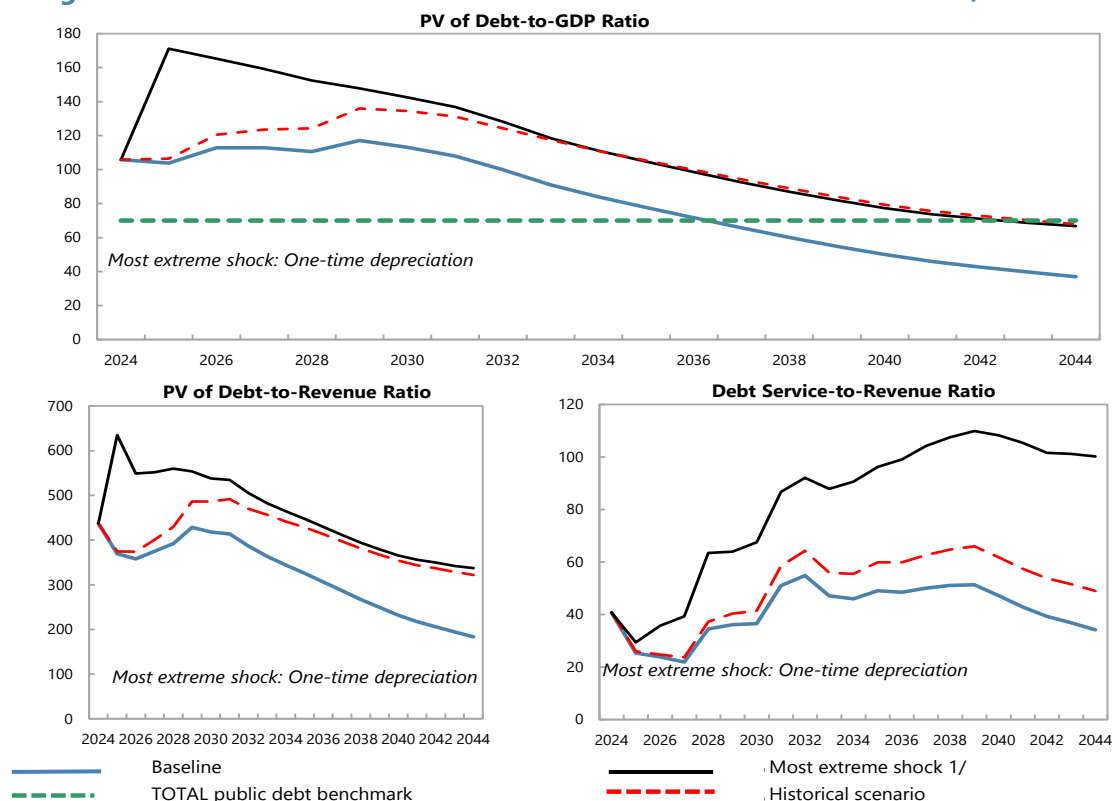 PV of Debt-to-GDP Ratio
180
160
140
120
100
80
60
40
20
0
Most extreme shock: One-time depreciation
2024 2026 2028 2030 2032 2034 2036 2038 2040 2042 2044
PV of Debt-to-Revenue Ratio
700
600
500
400
300
200
100
0
Most extreme shock: One-time depreciation
2024 2026 2028 2030 2032 2034 2036 2038 2040 2042 2044
Debt Service-to-Revenue Ratio
120
100
80
60
40
20
0
Most extreme shock: One-time depreciation
2024 2026 2028 2030 2032 2034 2036 2038 2040 2042 2044
Baseline
Most extreme shock 1/
TOTAL public debt benchmark
Historical scenario